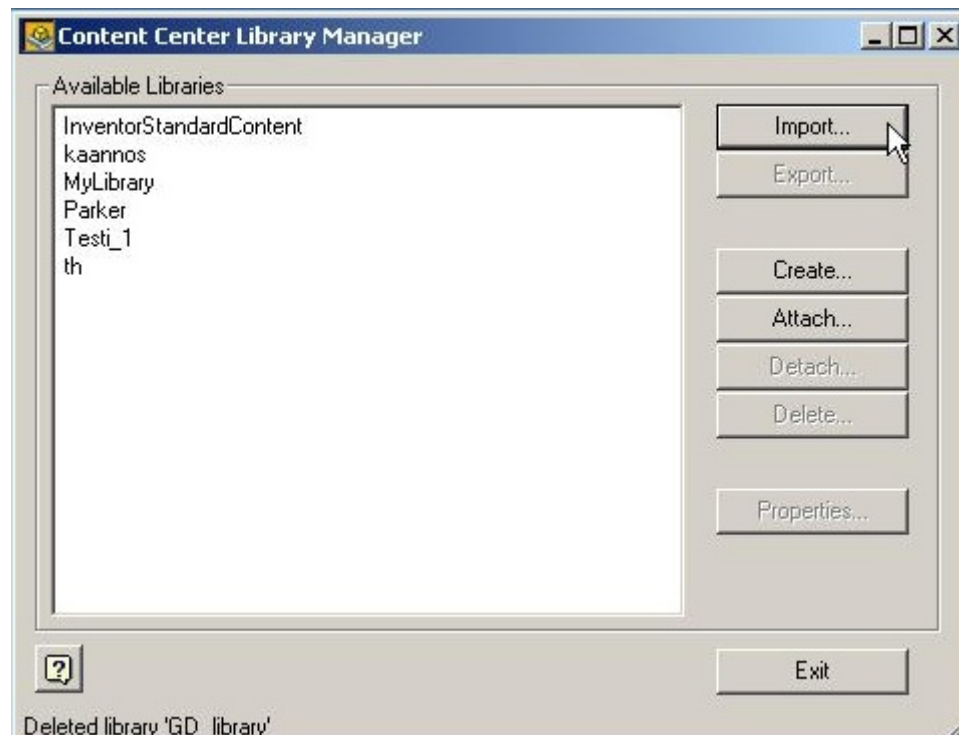 Content Center Library Manager
Available Libraries
InventorStandardContent
kaannos
MyLibrary
Parker
Testi_1
th
Import...
Export...
Create...
Attach...
Detach...
Delete...
Properties...
?
Exit
Deleted library 'GD_library'